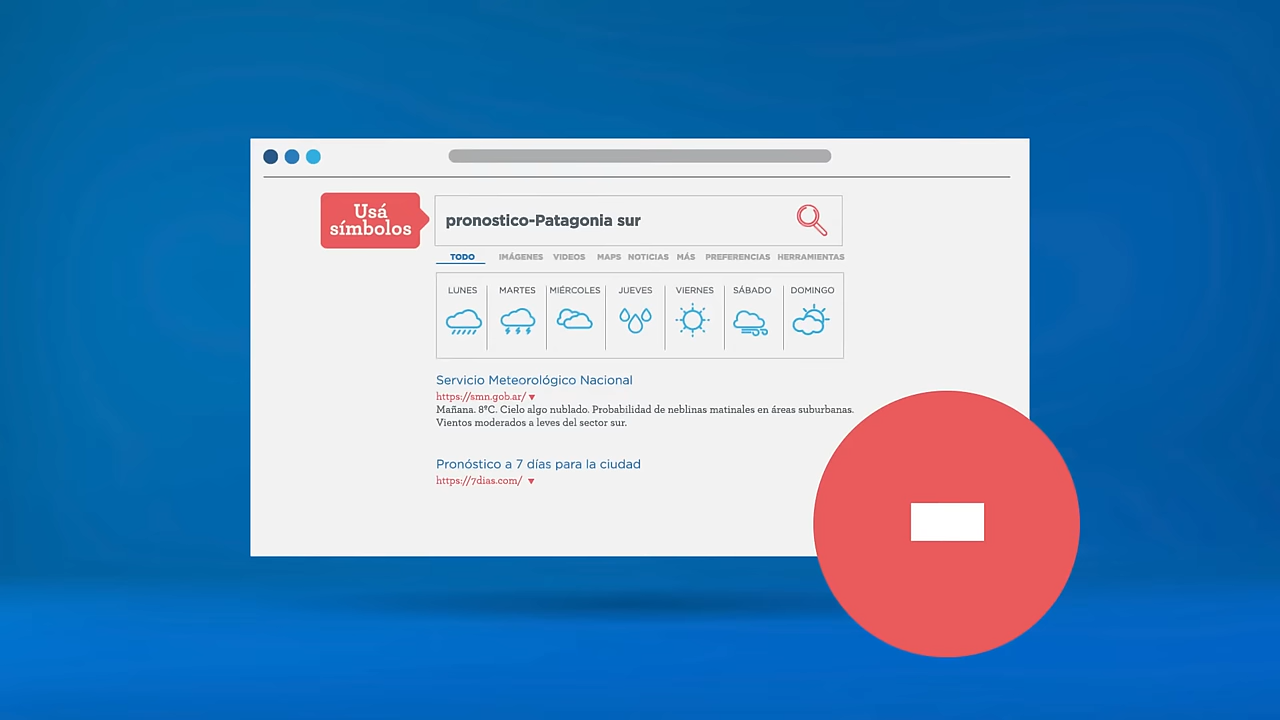 Usá
símbolos
pronostico-Patagonia sur
TODO IMÁGENES VIDEOS MAPS NOTICIAS MÁS PREFERENCIAS HERRAMIENTAS
LUNES MARTES MIÉRCOLES JUEVES VIERNES SÁBADO DOMINGO
Servicio Meteorológico Nacional
https://smn.gob.ar/
Mañana. 8ºC. Cielo algo nublado. Probabilidad de neblinas matinales en áreas suburbanas.
Vientos moderados a leves del sector sur.
Pronóstico a 7 días para la ciudad
https://7dias.com/
-